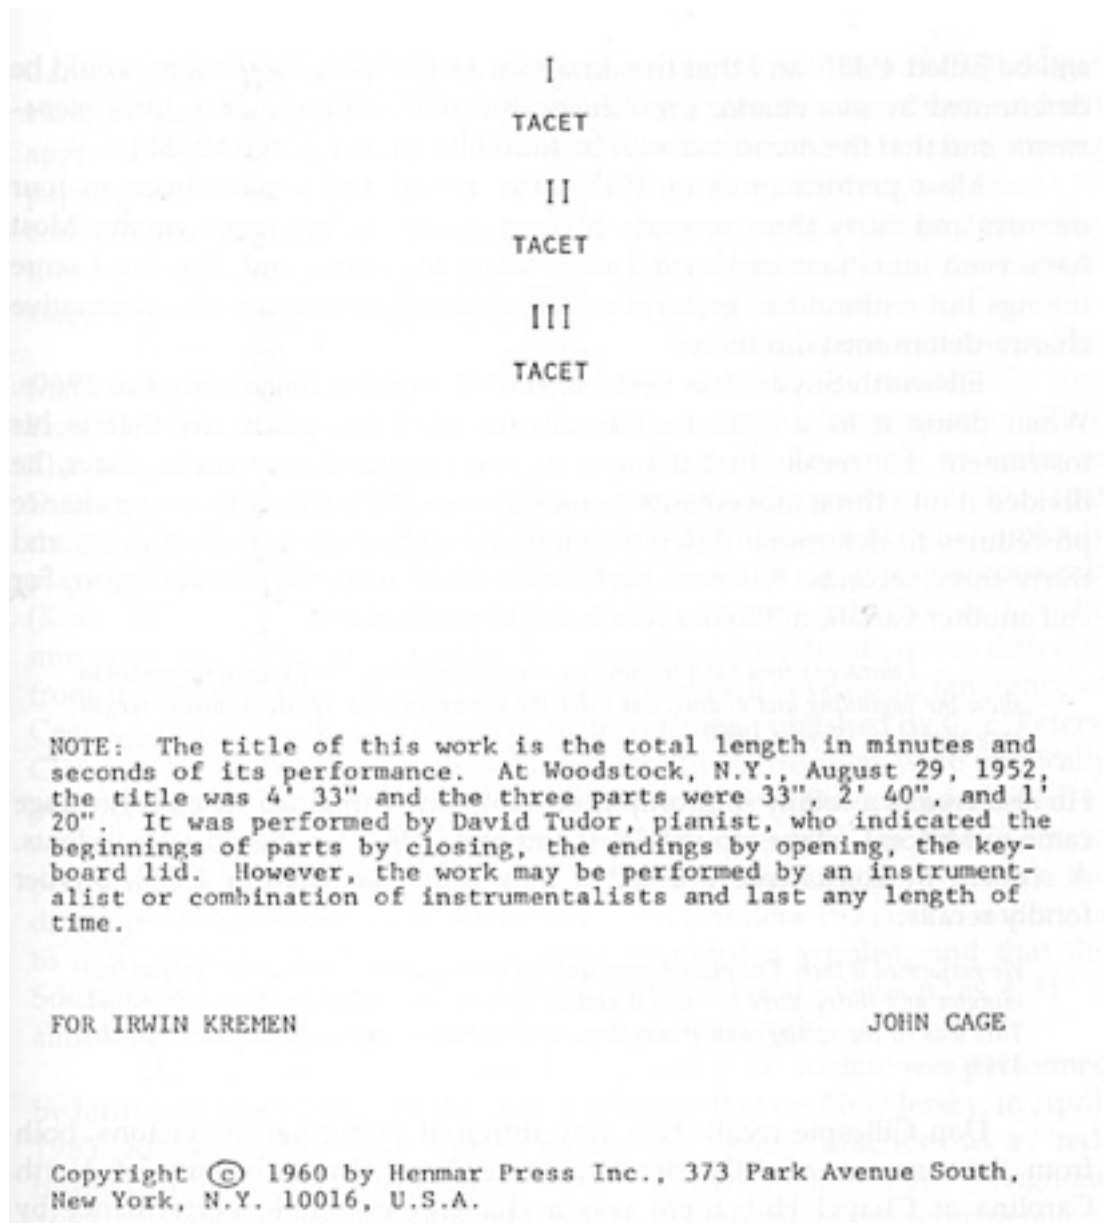 I
TACET
II
TACET
III
TACET
NOTE: The title of this work is the total length in minutes and
seconds of its performance. At Woodstock, N.Y., August 29, 1952,
the title was 4' 33" and the three parts were 33", 2' 40", and 1'
20". It was performed by David Tudor, pianist, who indicated the
beginnings of parts by closing, the endings by opening, the key-
board lid. However, the work may be performed by an instrument-
alist or combination of instrumentalists and last any length of
time.
FOR IRWIN KREMEN JOHN CAGE
Copyright © 1960 by Henmar Press Inc., 373 Park Avenue South,
New York, N.Y. 10016, U.S.A.